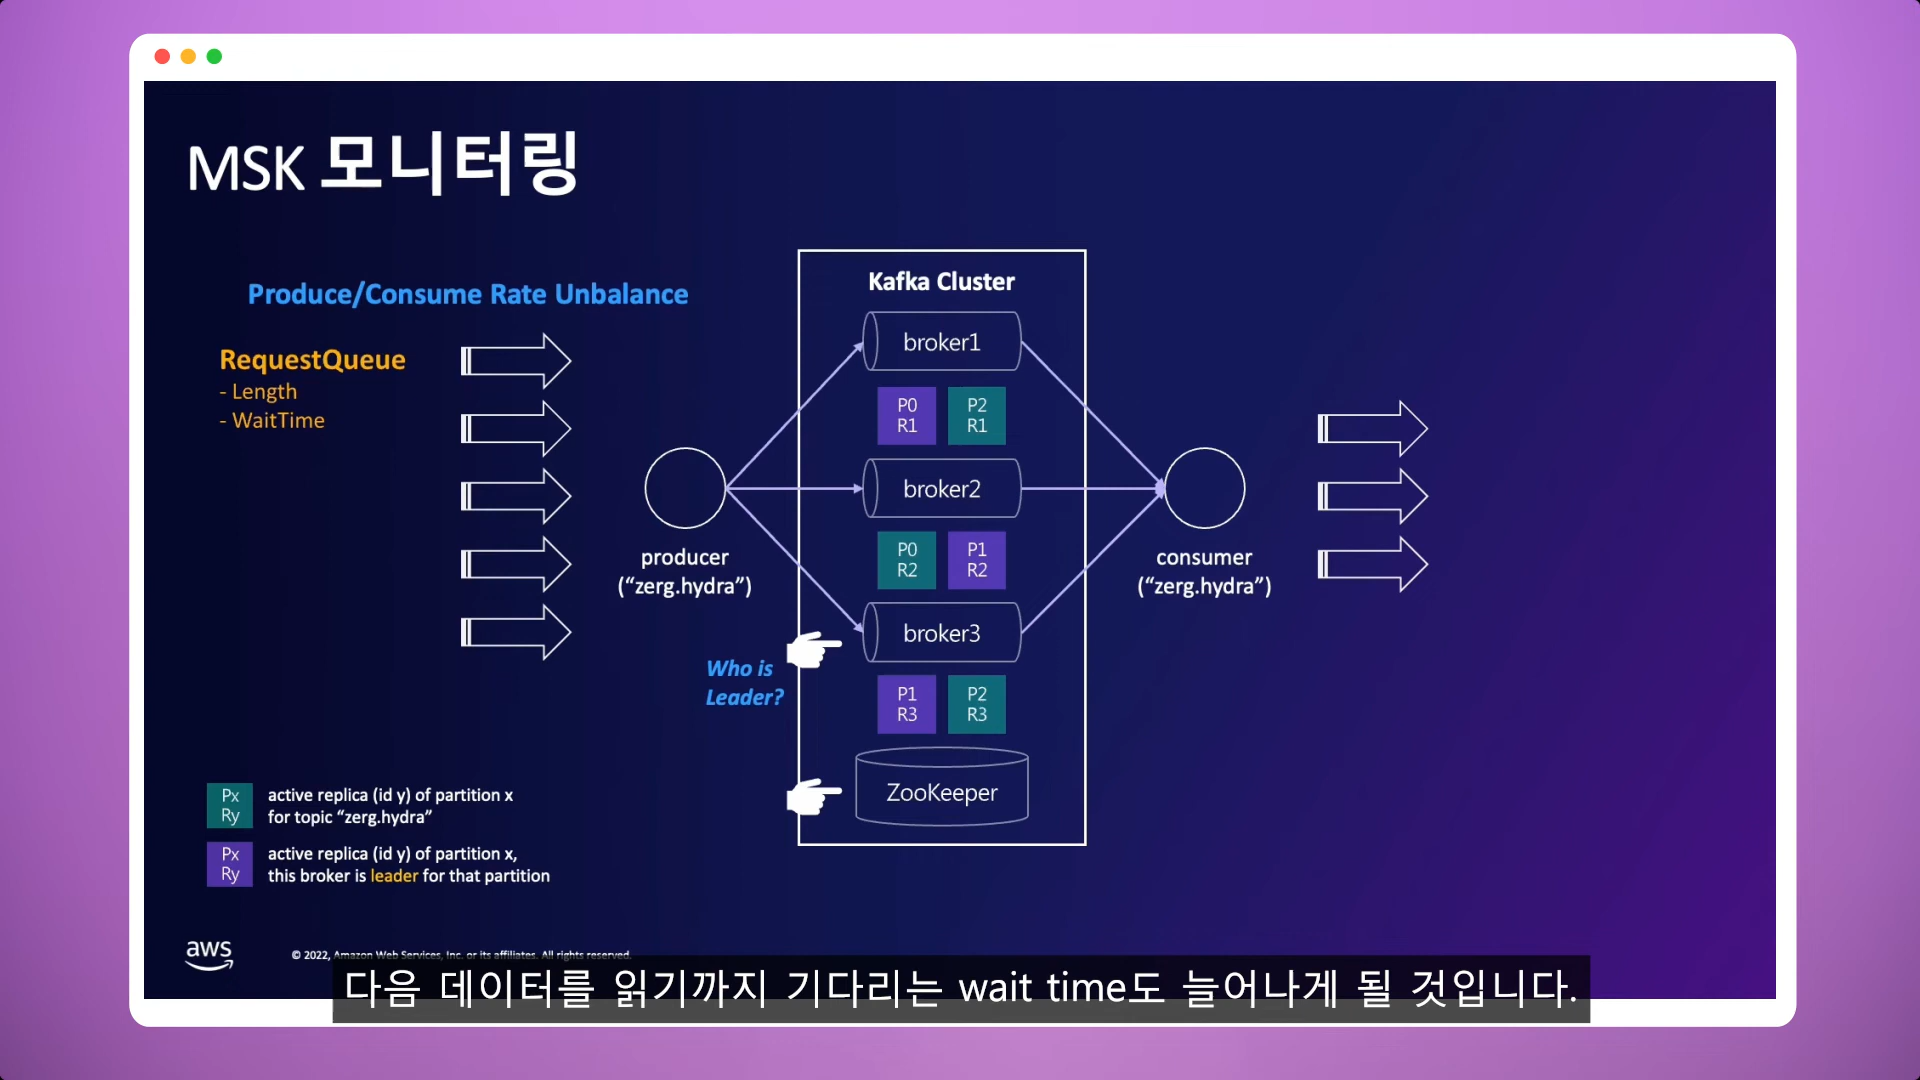 MSK 모니터링
Produce/Consume Rate Unbalance
RequestQueue
- Length
- WaitTime
producer
("zerg.hydra")
Kafka Cluster
broker1
P0
R1
P2
R1
broker2
P0
R2
P1
R2
broker3
P1
R3
P2
R3
ZooKeeper
Who is
Leader?
consumer
("zerg.hydra")
Px
Ry
active replica (id y) of partition x
for topic "zerg.hydra"
Px
Ry
active replica (id y) of partition x,
this broker is leader for that partition
aws
© 2022, Amazon Web Services, Inc. or its affiliates. All rights reserved.
다음 데이터를 읽기까지 기다리는 wait time도 늘어나게 될 것입니다.